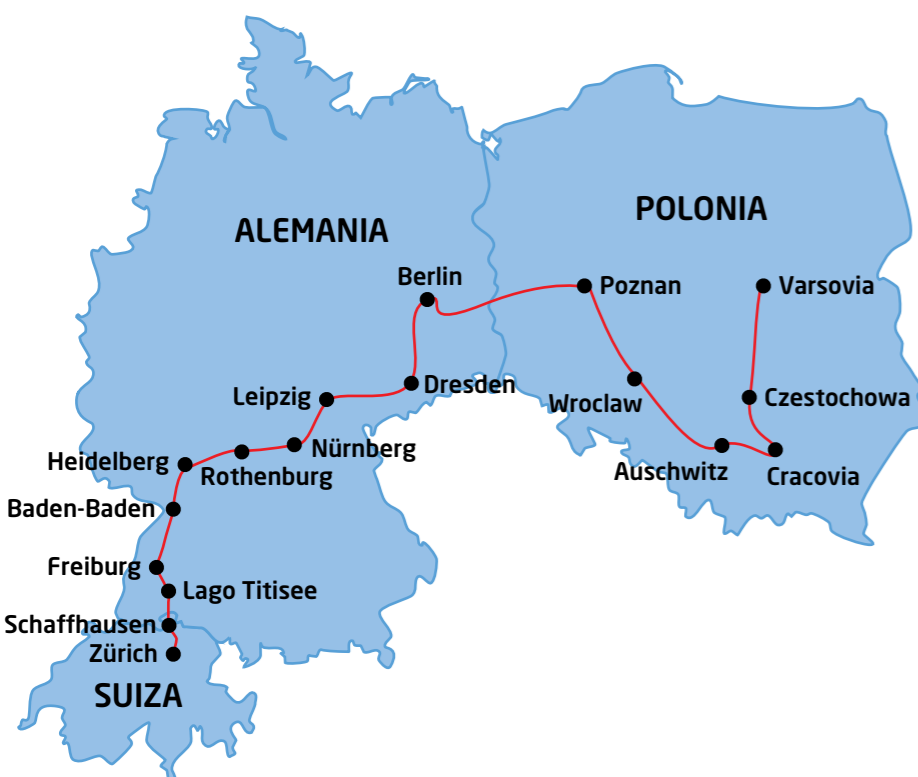 POLONIA
ALEMANIA
Berlin
Poznan
Varsovia
Dresden
Leipzig
Wroclaw
Czestochowa
Nürnberg
Heidelberg
Rothenburg
Auschwitz
Cracovia
Baden-Baden
Freiburg
Lago Titisee
Schaffhausen
Zürich
SUIZA